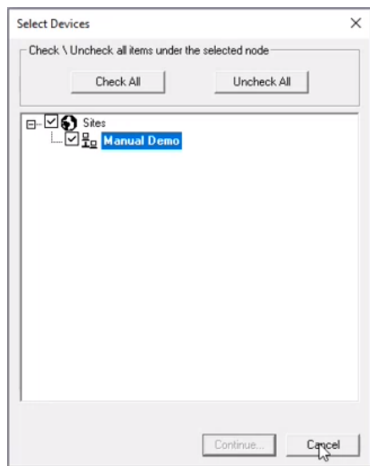 Select Devices
Check \ Uncheck all items under the selected node
Check All
Uncheck All
Sites
Manual Demo
Continue...
Cancel